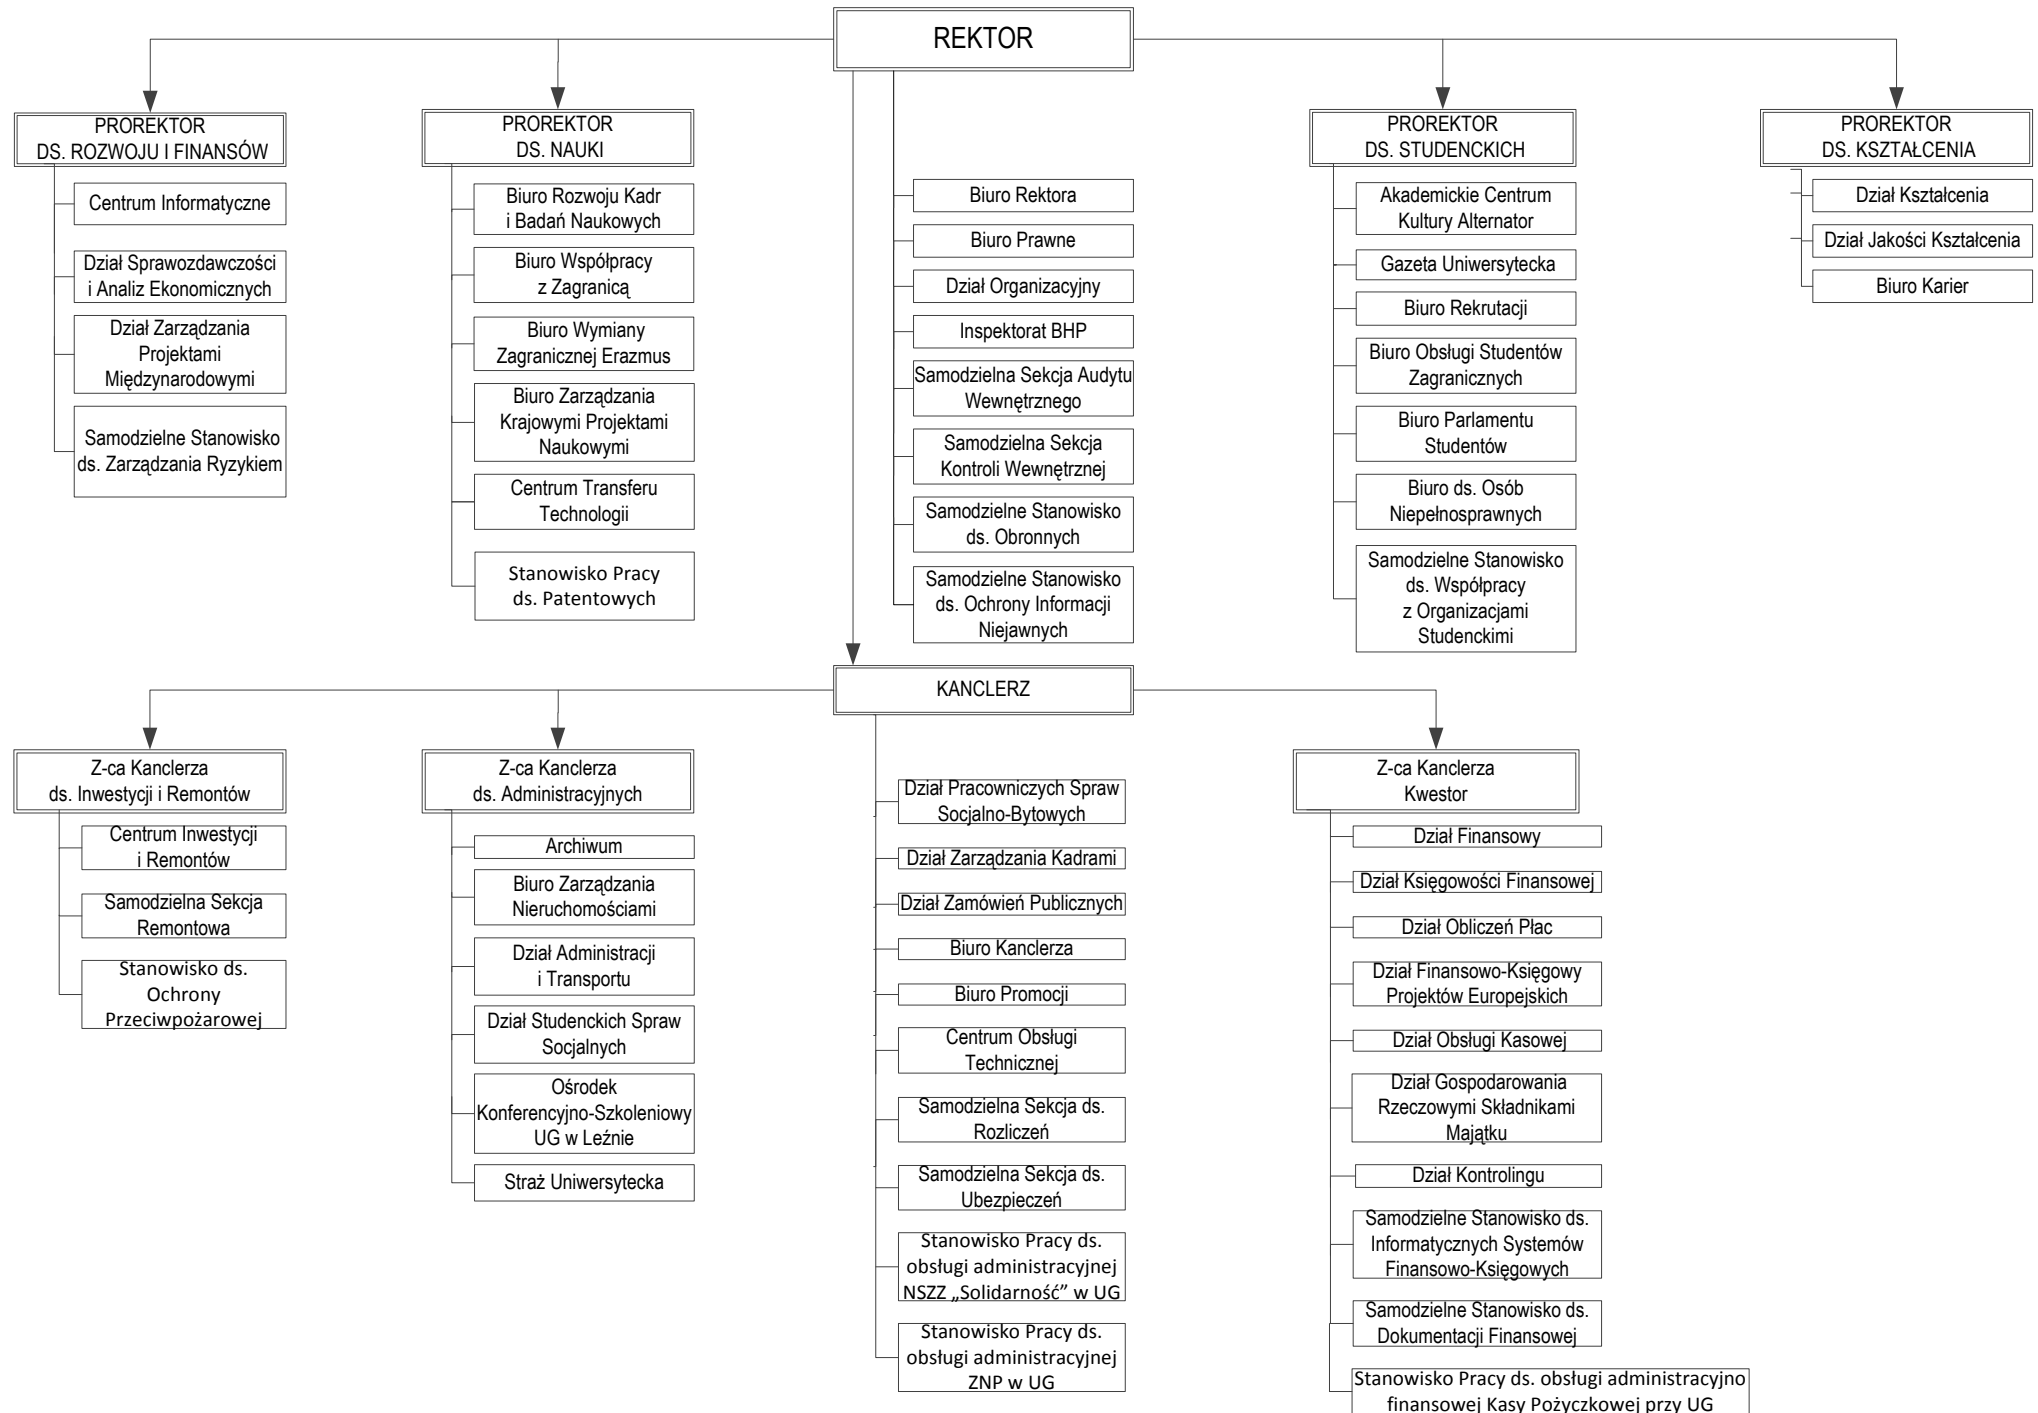 REKTOR
PROREKTOR
DS. ROZWOJU I FINANSÓW
Centrum Informatyczne
Dział Sprawozdawczości
i Analiz Ekonomicznych
Dział Zarządzania
Projektami
Międzynarodowymi
Samodzielne Stanowisko
ds. Zarządzania Ryzykiem
PROREKTOR
DS. NAUKI
Biuro Rozwoju Kadr
i Badań Naukowych
Biuro Współpracy
z Zagranicą
Biuro Wymiany
Zagranicznej Erazmus
Biuro Zarządzania
Krajowymi Projektami
Naukowymi
Centrum Transferu
Technologii
Stanowisko Pracy
ds. Patentowych
Biuro Rektora
Biuro Prawne
Dział Organizacyjny
Inspektorat BHP
Samodzielna Sekcja Audytu
Wewnętrznego
Samodzielna Sekcja
Kontroli Wewnętrznej
Samodzielne Stanowisko
ds. Obronnych
Samodzielne Stanowisko
ds. Ochrony Informacji
Niejawnych
PROREKTOR
DS. STUDENCKICH
Akademickie Centrum
Kultury Alternator
Gazeta Uniwersytecka
Biuro Rekrutacji
Biuro Obsługi Studentów
Zagranicznych
Biuro Parlamentu
Studentów
Biuro ds. Osób
Niepełnosprawnych
Samodzielne Stanowisko
ds. Współpracy
z Organizacjami
Studenckimi
PROREKTOR
DS. KSZTAŁCENIA
Dział Kształcenia
Dział Jakości Kształcenia
Biuro Karier
KANCLERZ
Z-ca Kanclerza
ds. Inwestycji i Remontów
Centrum Inwestycji
i Remontów
Samodzielna Sekcja
Remontowa
Stanowisko ds.
Ochrony
Przeciwpożarowej
Z-ca Kanclerza
ds. Administracyjnych
Archiwum
Biuro Zarządzania
Nieruchomościami
Dział Administracji
i Transportu
Dział Studenckich Spraw
Socjalnych
Ośrodek
Konferencyjno-Szkoleniowy
UG w Leźnie
Straż Uniwersytecka
Dział Pracowniczych Spraw
Socjalno-Bytowych
Dział Zarządzania Kadrami
Dział Zamówień Publicznych
Biuro Kanclerza
Biuro Promocji
Centrum Obsługi
Technicznej
Samodzielna Sekcja ds.
Rozliczeń
Samodzielna Sekcja ds.
Ubezpieczeń
Stanowisko Pracy ds.
obsługi administracyjnej
NSZZ „Solidarność” w UG
Stanowisko Pracy ds.
obsługi administracyjnej
ZNP w UG
Z-ca Kanclerza
Kwestor
Dział Finansowy
Dział Księgowości Finansowej
Dział Obliczeń Płac
Dział Finansowo-Księgowy
Projektów Europejskich
Dział Obsługi Kasowej
Dział Gospodarowania
Rzeczowymi Składnikami
Majątku
Dział Kontrolingu
Samodzielne Stanowisko ds.
Informatycznych Systemów
Finansowo-Księgowych
Samodzielne Stanowisko ds.
Dokumentacji Finansowej
Stanowisko Pracy ds. obsługi administracyjno
finansowej Kasy Pożyczkowej przy UG